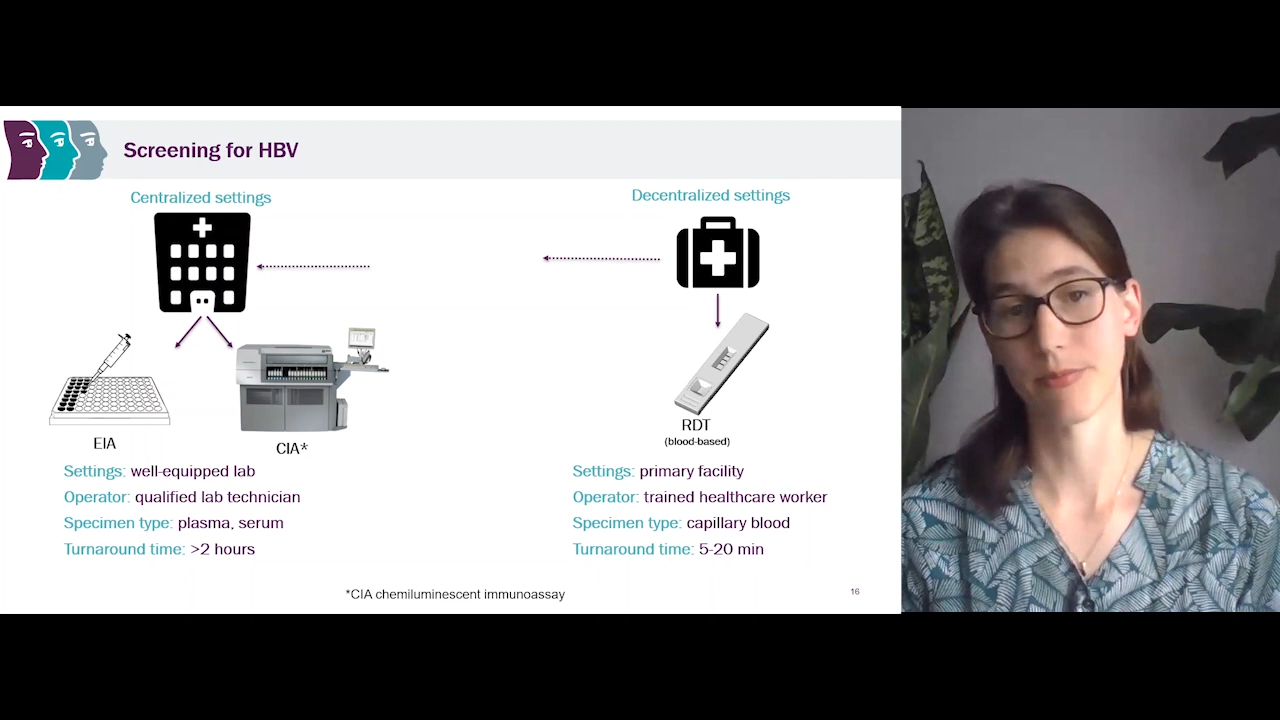 Screening for HBV
Centralized settings
EIA
CIA*
Settings: well-equipped lab
Operator: qualified lab technician
Specimen type: plasma, serum
Turnaround time: >2 hours
Decentralized settings
RDT
(blood-based)
Settings: primary facility
Operator: trained healthcare worker
Specimen type: capillary blood
Turnaround time: 5-20 min
*CIA chemiluminescent immunoassay
16